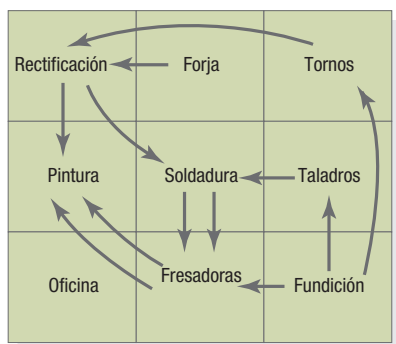 Rectificación Forja Tornos
Pintura Soldadura Taladros
Oficina Fresadoras Fundición